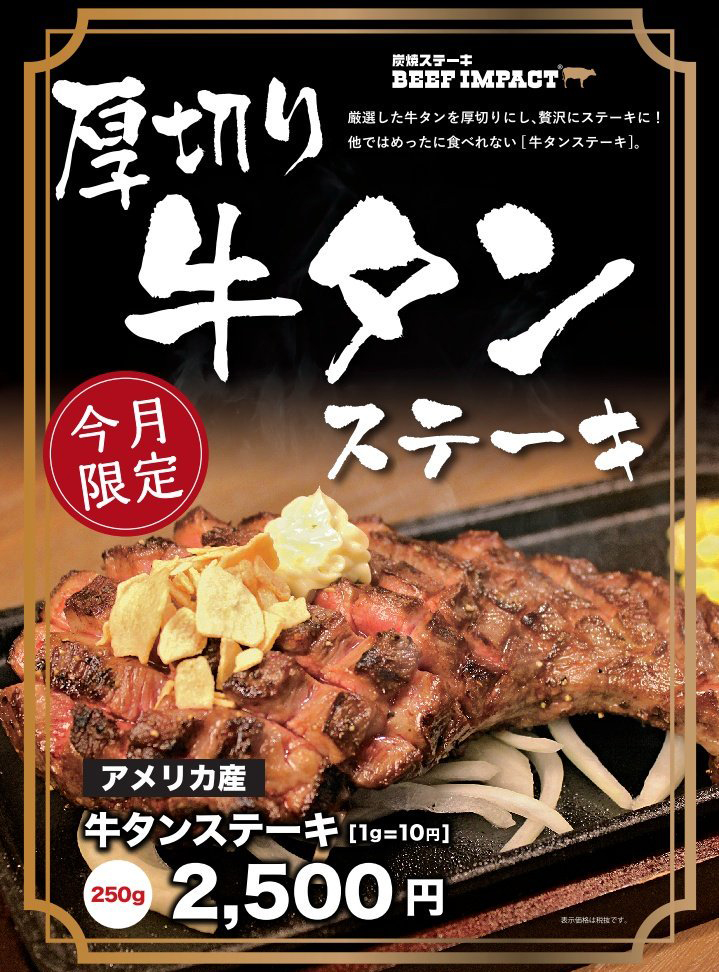 炭焼ステーキ
BEEF IMPACT®
厚切り
厳選した牛タンを厚切りにし、贅沢にステーキに！
他ではめったに食べれない［牛タンステーキ］。
牛タン
ステーキ
今月
限定
アメリカ産
牛タンステーキ［1g=10円］
250g
2,500円
表示価格は税抜です。